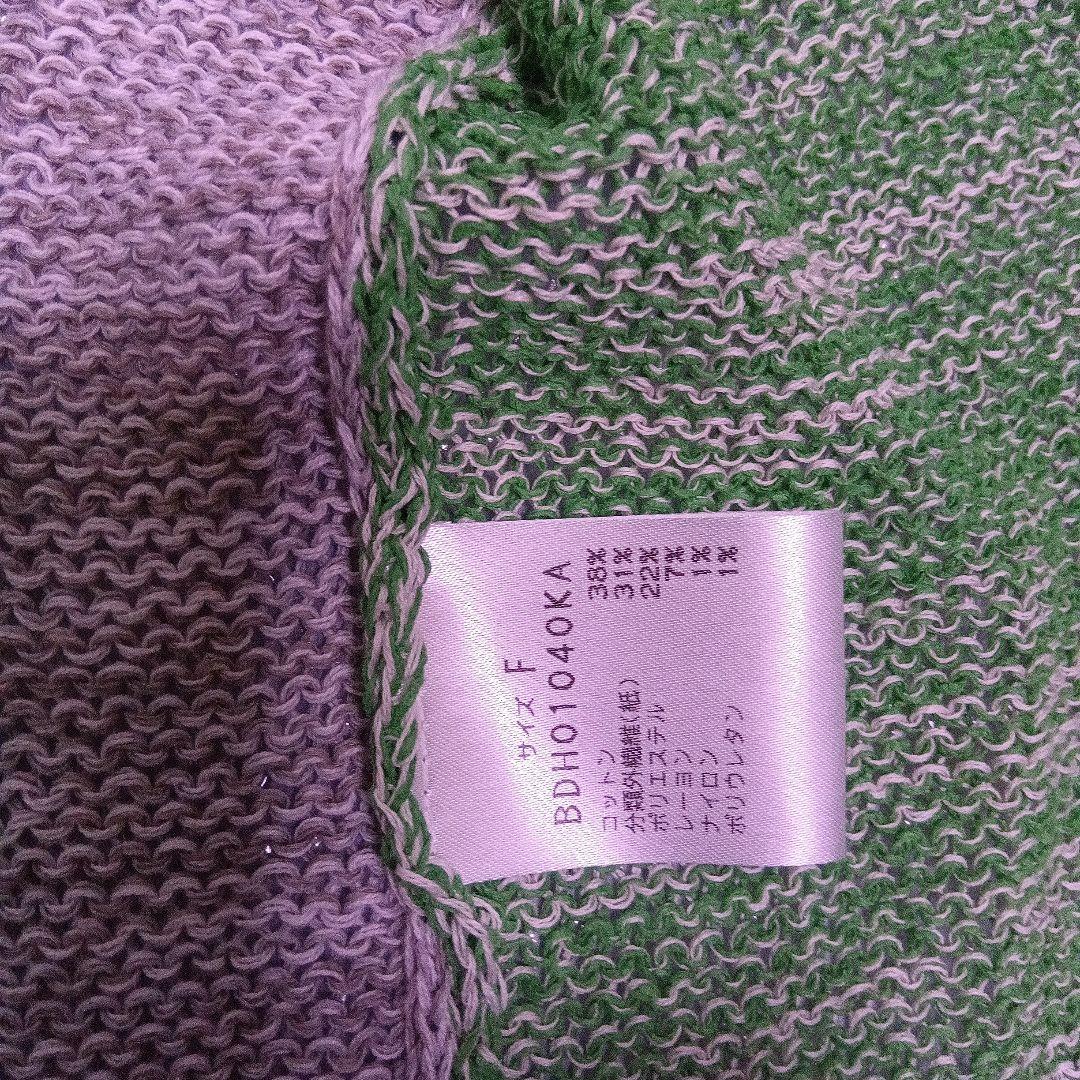 サイズ F
BDH01040KA
コットン 38%
分類外繊維(紙) 31%
ポリエステル 22%
レーヨン 7%
ナイロン 1%
ポリウレタン 1%